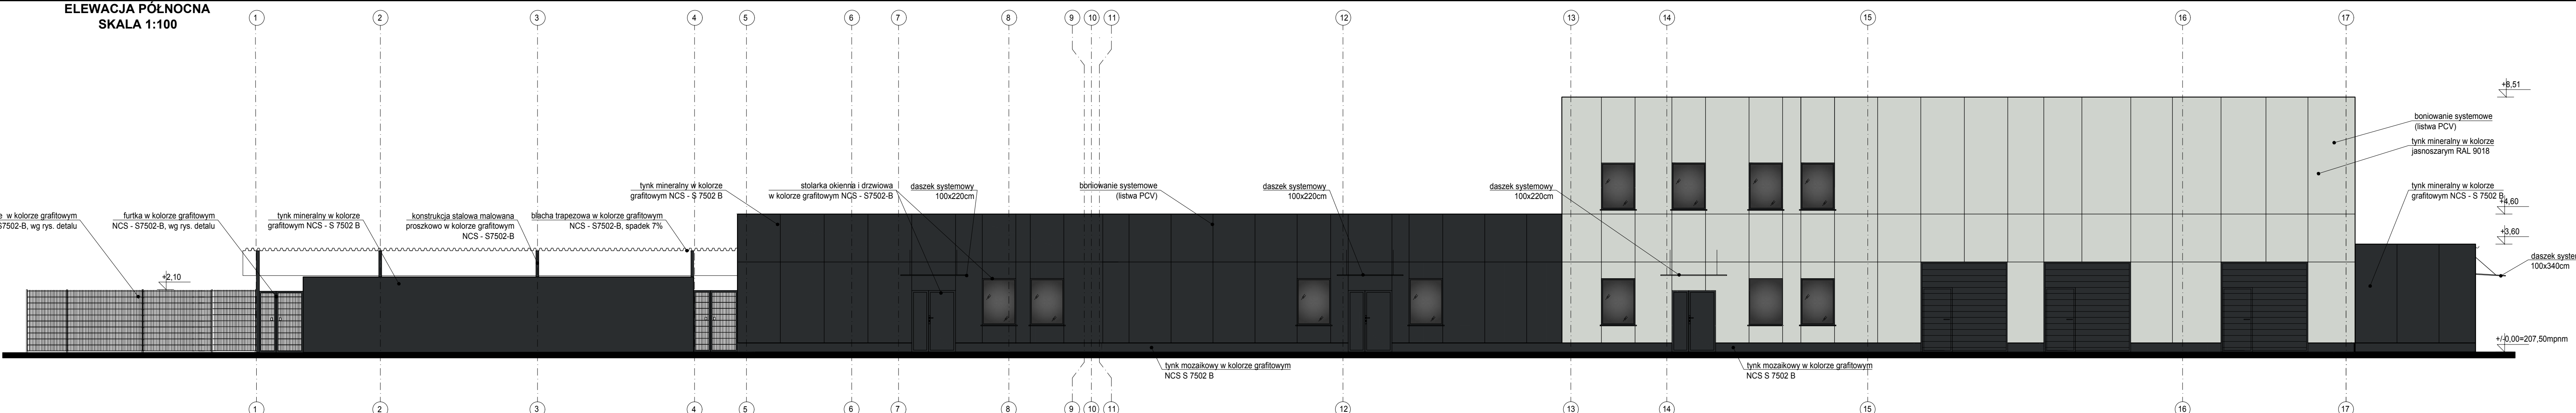 ELEWACJA PÓŁNOCNA
SKALA 1:100
1 2 3 4 5 6 7 8 9 10 11 12 13 14 15 16 17
+8,51
boniowanie systemowe
(listwa PCV)
tynk mineralny w kolorze
jasnoszarym RAL 9018
w kolorze grafitowym
S7502-B, wg rys. detalu
furtka w kolorze grafitowym
NCS - S7502-B, wg rys. detalu
tynk mineralny w kolorze
grafitowym NCS - S 7502 B
konstrukcja stalowa malowana
proszkowo w kolorze grafitowym
NCS - S7502-B
blacha trapezowa w kolorze grafitowym
NCS - S7502-B, spadek 7%
tynk mineralny w kolorze
grafitowym NCS - S 7502 B
stolarka okienna i drzwiowa
w kolorze grafitowym NCS - S7502-B
daszek systemowy
100x220cm
boniowanie systemowe
(listwa PCV)
daszek systemowy
100x220cm
daszek systemowy
100x220cm
tynk mineralny w kolorze
grafitowym NCS - S 7502 B
+4,60
+3,60
daszek system
100x340cm
+2,10
+/-0,00=207,50mpnm
tynk mozaikowy w kolorze grafitowym
NCS S 7502 B
tynk mozaikowy w kolorze grafitowym
NCS S 7502 B
1 2 3 4 5 6 7 8 9 10 11 12 13 14 15 16 17